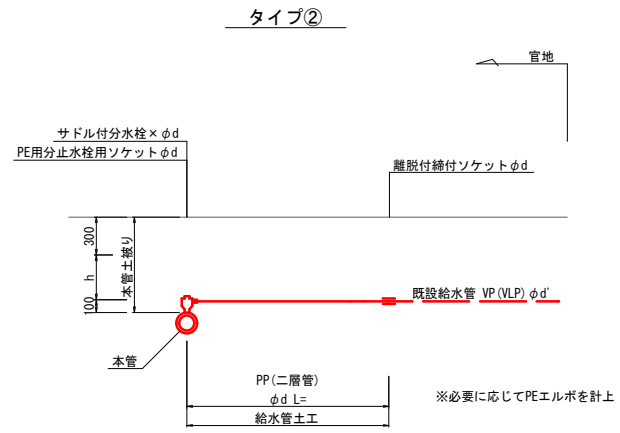 タイプ②
官地
サドル付分水栓×φd
PE用分止水栓用ソケットφd
離脱付締付ソケットφd
300
h
100
本管土被り
既設給水管 VP(VLP)φd'
本管
PP(二層管)
φd L=
給水管土工
※必要に応じてPEエルボを計上